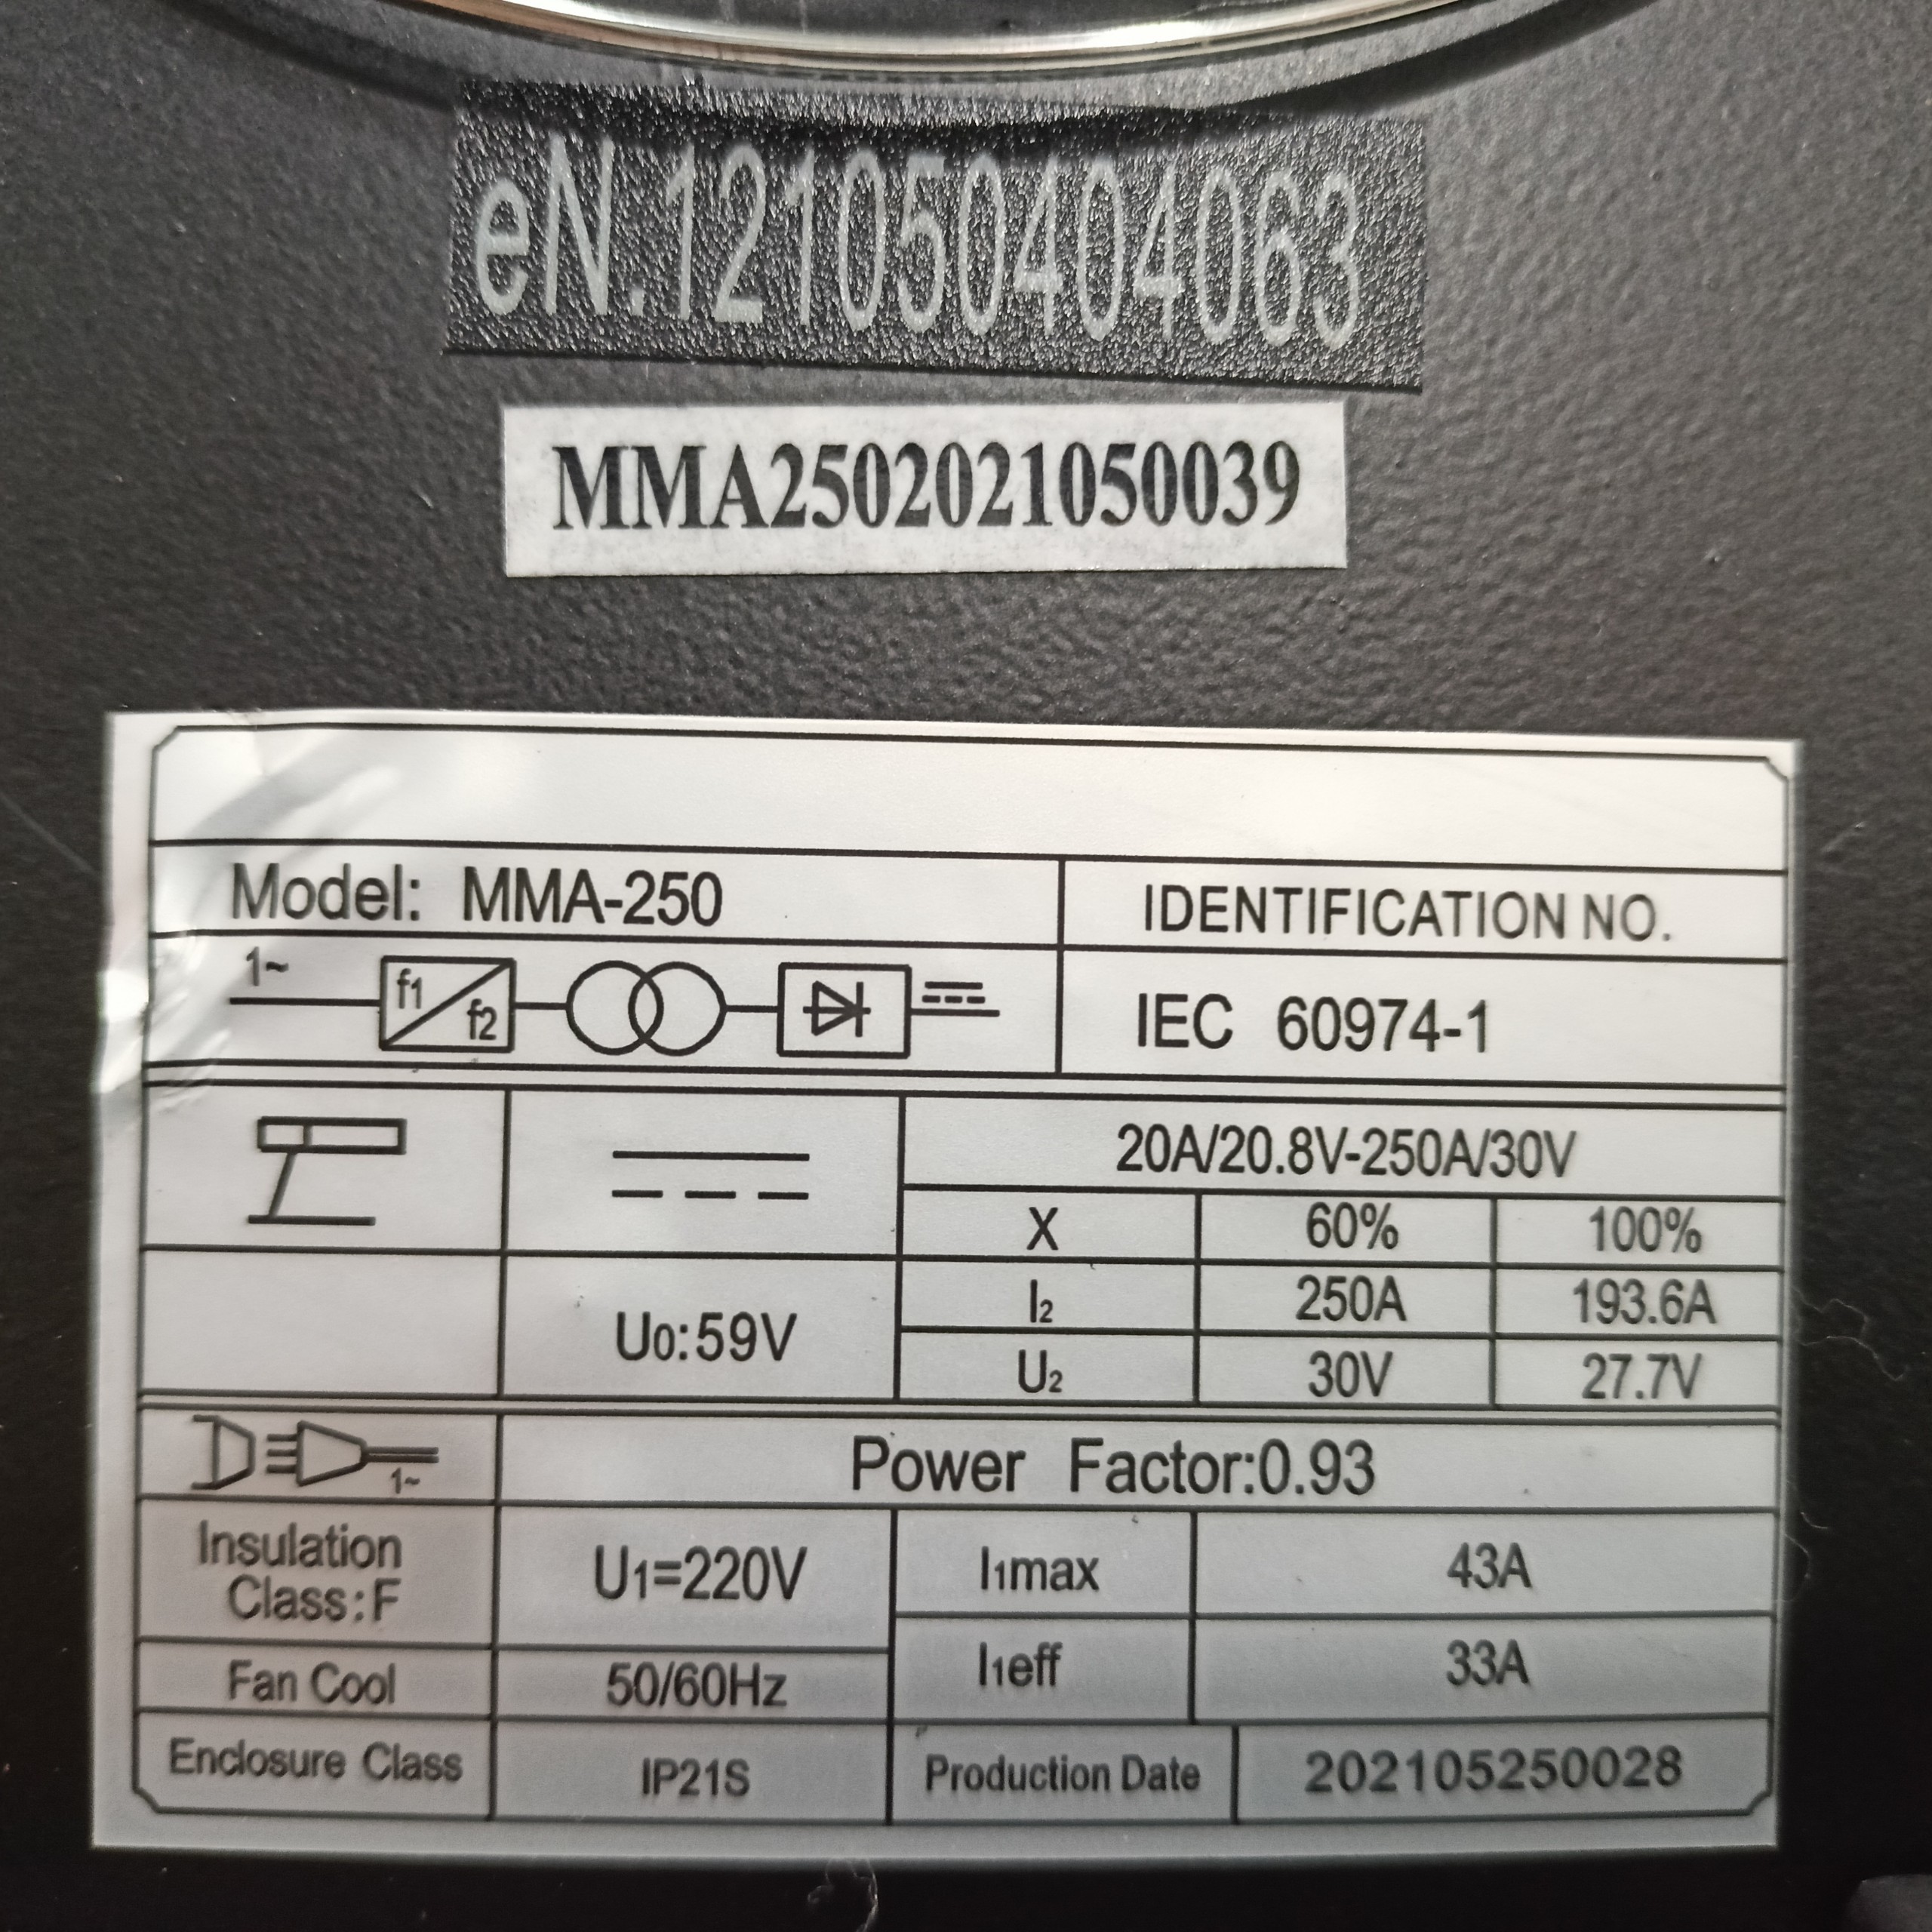 eN.121050404063
MMA2502021050039
Model: MMA-250
IDENTIFICATION NO.
1~ f1 f2
IEC 60974-1
20A/20.8V-250A/30V
X 60% 100%
I2 250A 193.6A
U0:59V
U2 30V 27.7V
1~
Power Factor:0.93
Insulation
Class:F
U1=220V
I1max 43A
Fan Cool
50/60Hz
I1eff 33A
Enclosure Class IP21S
Production Date 202105250028